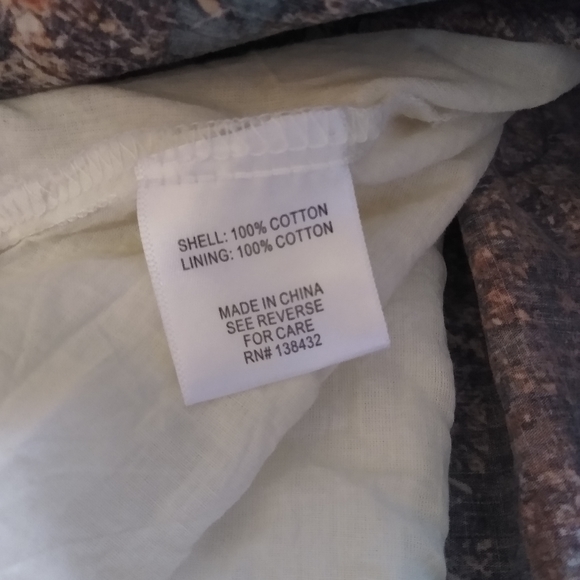 SHELL: 100% COTTON
LINING: 100% COTTON
MADE IN CHINA
SEE REVERSE
FOR CARE
RN# 138432